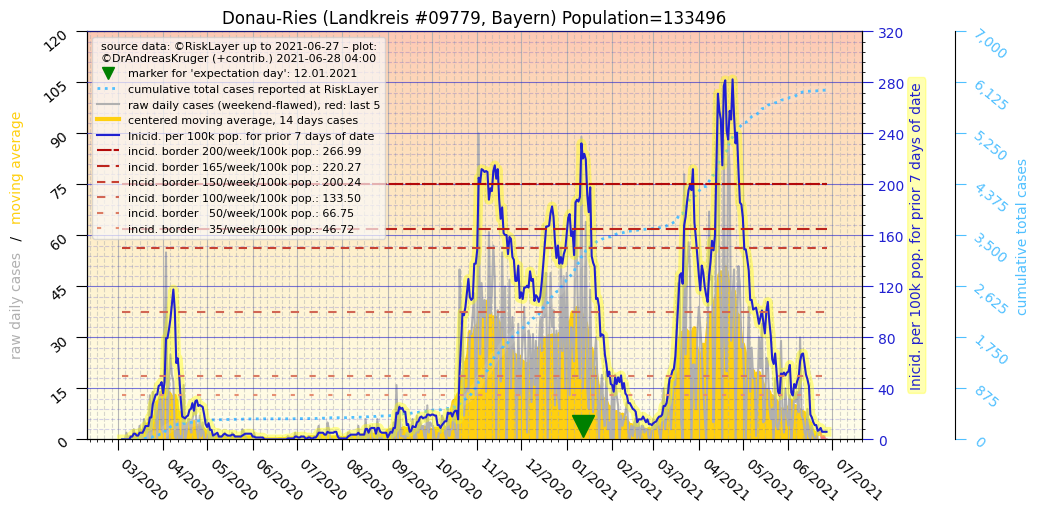 Donau-Ries (Landkreis #09779, Bayern) Population=133496
source data: ©RiskLayer up to 2021-06-27 – plot:
©DrAndreasKruger (+contrib.) 2021-06-28 04:00
marker for 'expectation day': 12.01.2021
cumulative total cases reported at RiskLayer
raw daily cases (weekend-flawed), red: last 5
centered moving average, 14 days cases
Inicid. per 100k pop. for prior 7 days of date
incid. border 200/week/100k pop.: 266.99
incid. border 165/week/100k pop.: 220.27
incid. border 150/week/100k pop.: 200.24
incid. border 100/week/100k pop.: 133.50
incid. border 50/week/100k pop.: 66.75
incid. border 35/week/100k pop.: 46.72
raw daily cases / moving average
120
105
90
75
60
45
30
15
0
320
280
240
200
160
120
80
40
0
Inicid. per 100k pop. for prior 7 days of date
7,000
6,125
5,250
4,375
3,500
2,625
1,750
875
0
cumulative total cases
03/2020
04/2020
05/2020
06/2020
07/2020
08/2020
09/2020
10/2020
11/2020
12/2020
01/2021
02/2021
03/2021
04/2021
05/2021
06/2021
07/2021